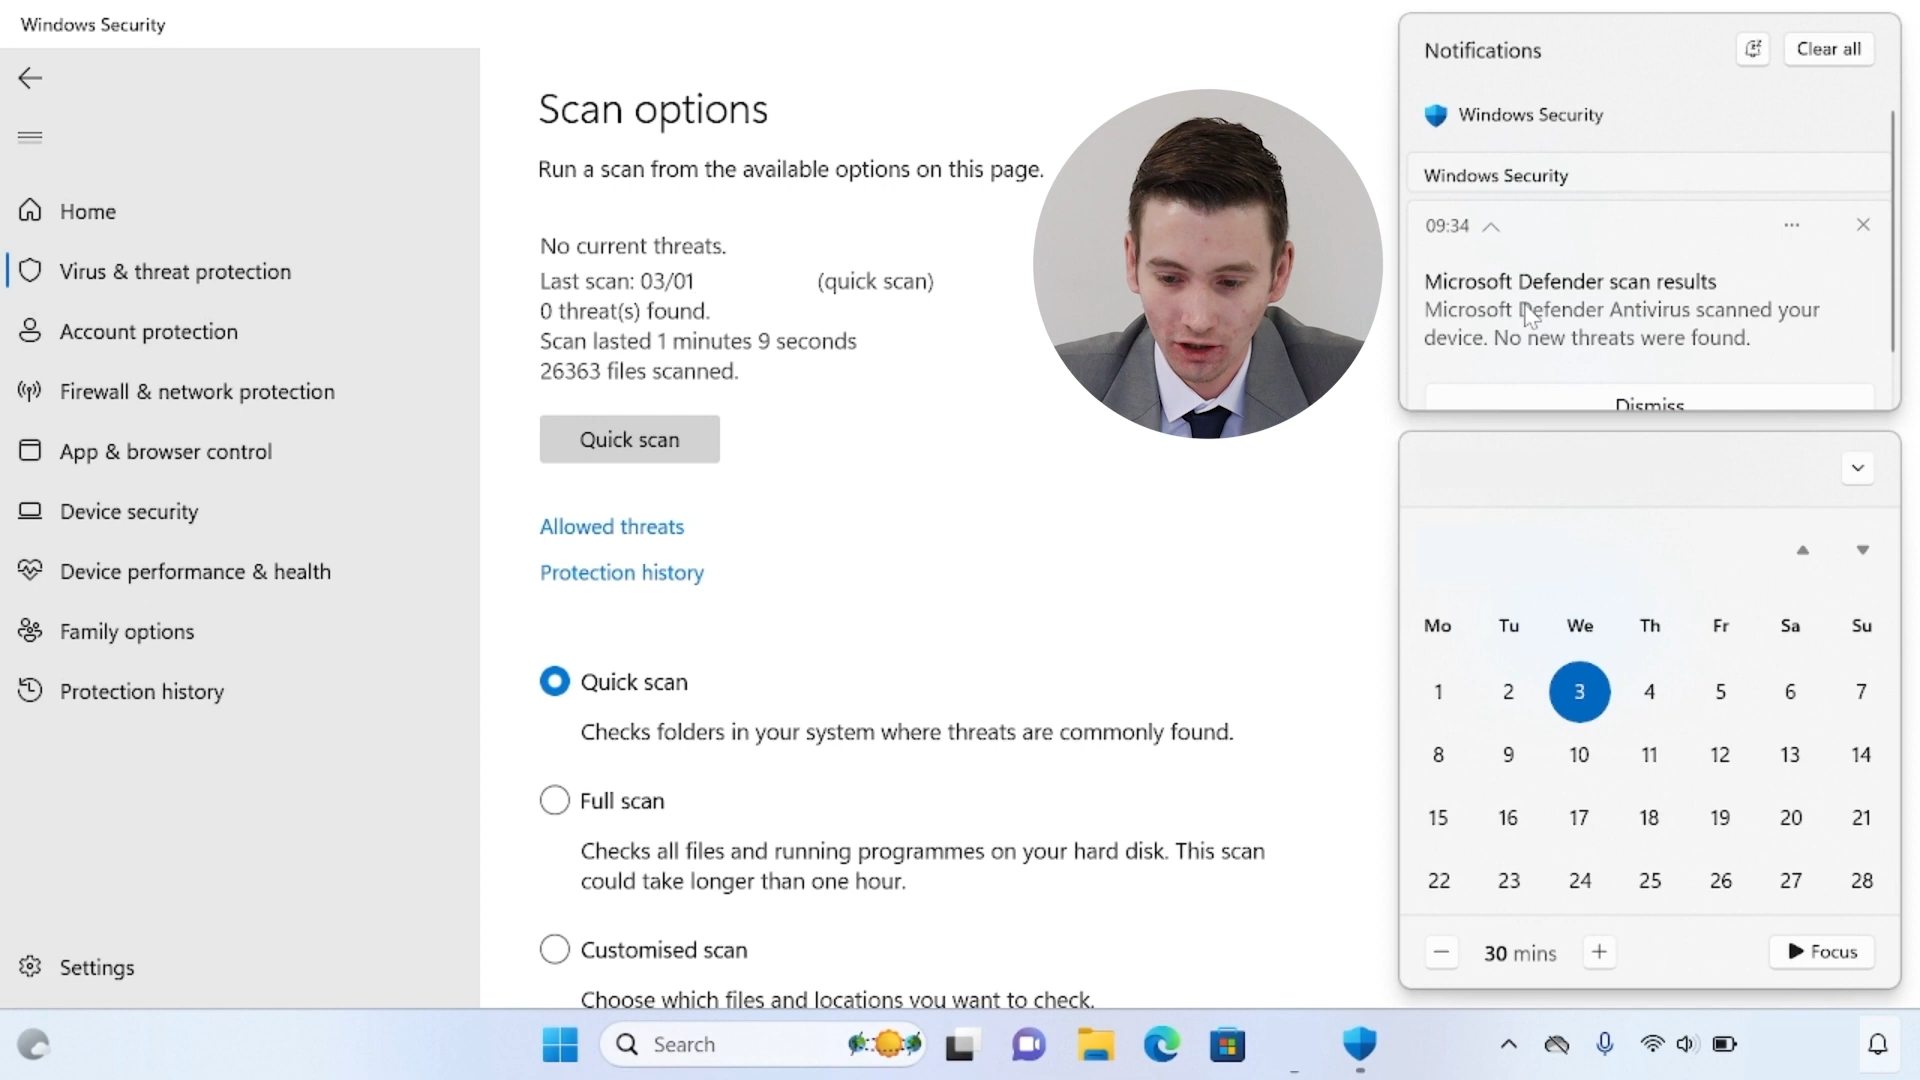 Windows Security
Home
Virus & threat protection
Account protection
Firewall & network protection
App & browser control
Device security
Device performance & health
Family options
Protection history
Settings
Scan options
Run a scan from the available options on this page.
No current threats.
Last scan: 03/01 (quick scan)
0 threat(s) found.
Scan lasted 1 minutes 9 seconds
26363 files scanned.
Quick scan
Allowed threats
Protection history
Quick scan
Checks folders in your system where threats are commonly found.
Full scan
Checks all files and running programmes on your hard disk. This scan
could take longer than one hour.
Customised scan
Choose which files and locations you want to check.
Notifications
Clear all
Windows Security
Windows Security
09:34
Microsoft Defender scan results
Microsoft Defender Antivirus scanned your
device. No new threats were found.
Dismiss
Mo Tu We Th Fr Sa Su
1 2 3 4 5 6 7
8 9 10 11 12 13 14
15 16 17 18 19 20 21
22 23 24 25 26 27 28
30 mins
Focus
Search